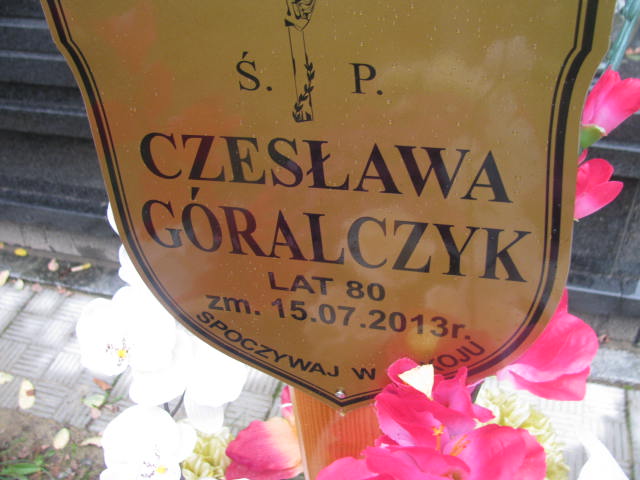 Ś. P.
CZESŁAWA
GÓRALCZYK
LAT 80
zm. 15.07.2013r.
SPOCZYWAJ W